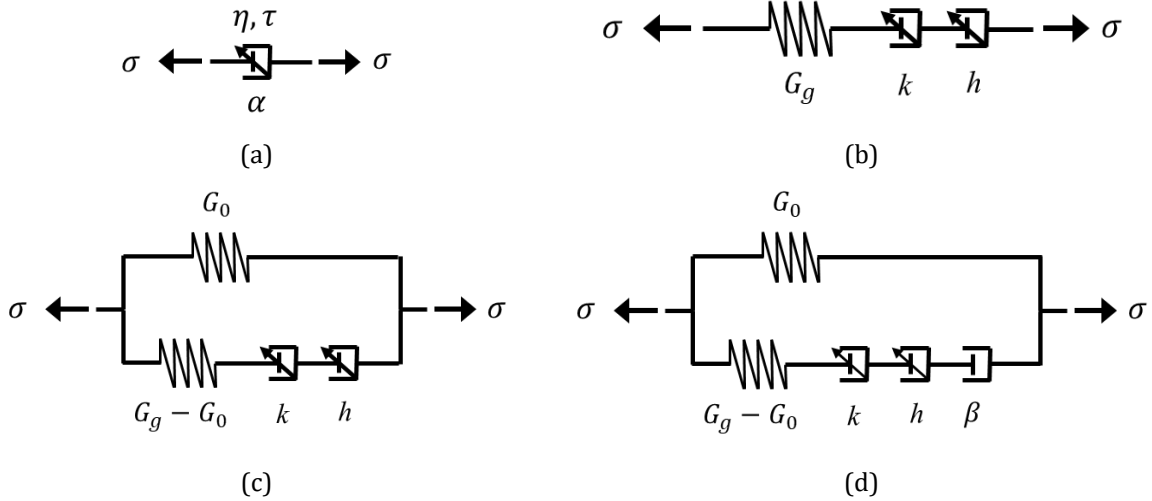 η, τ
σ σ
α
(a)
σ σ
G_g k h
(b)
G_0
σ σ
G_g − G_0 k h
(c)
G_0
σ σ
G_g − G_0 k h β
(d)